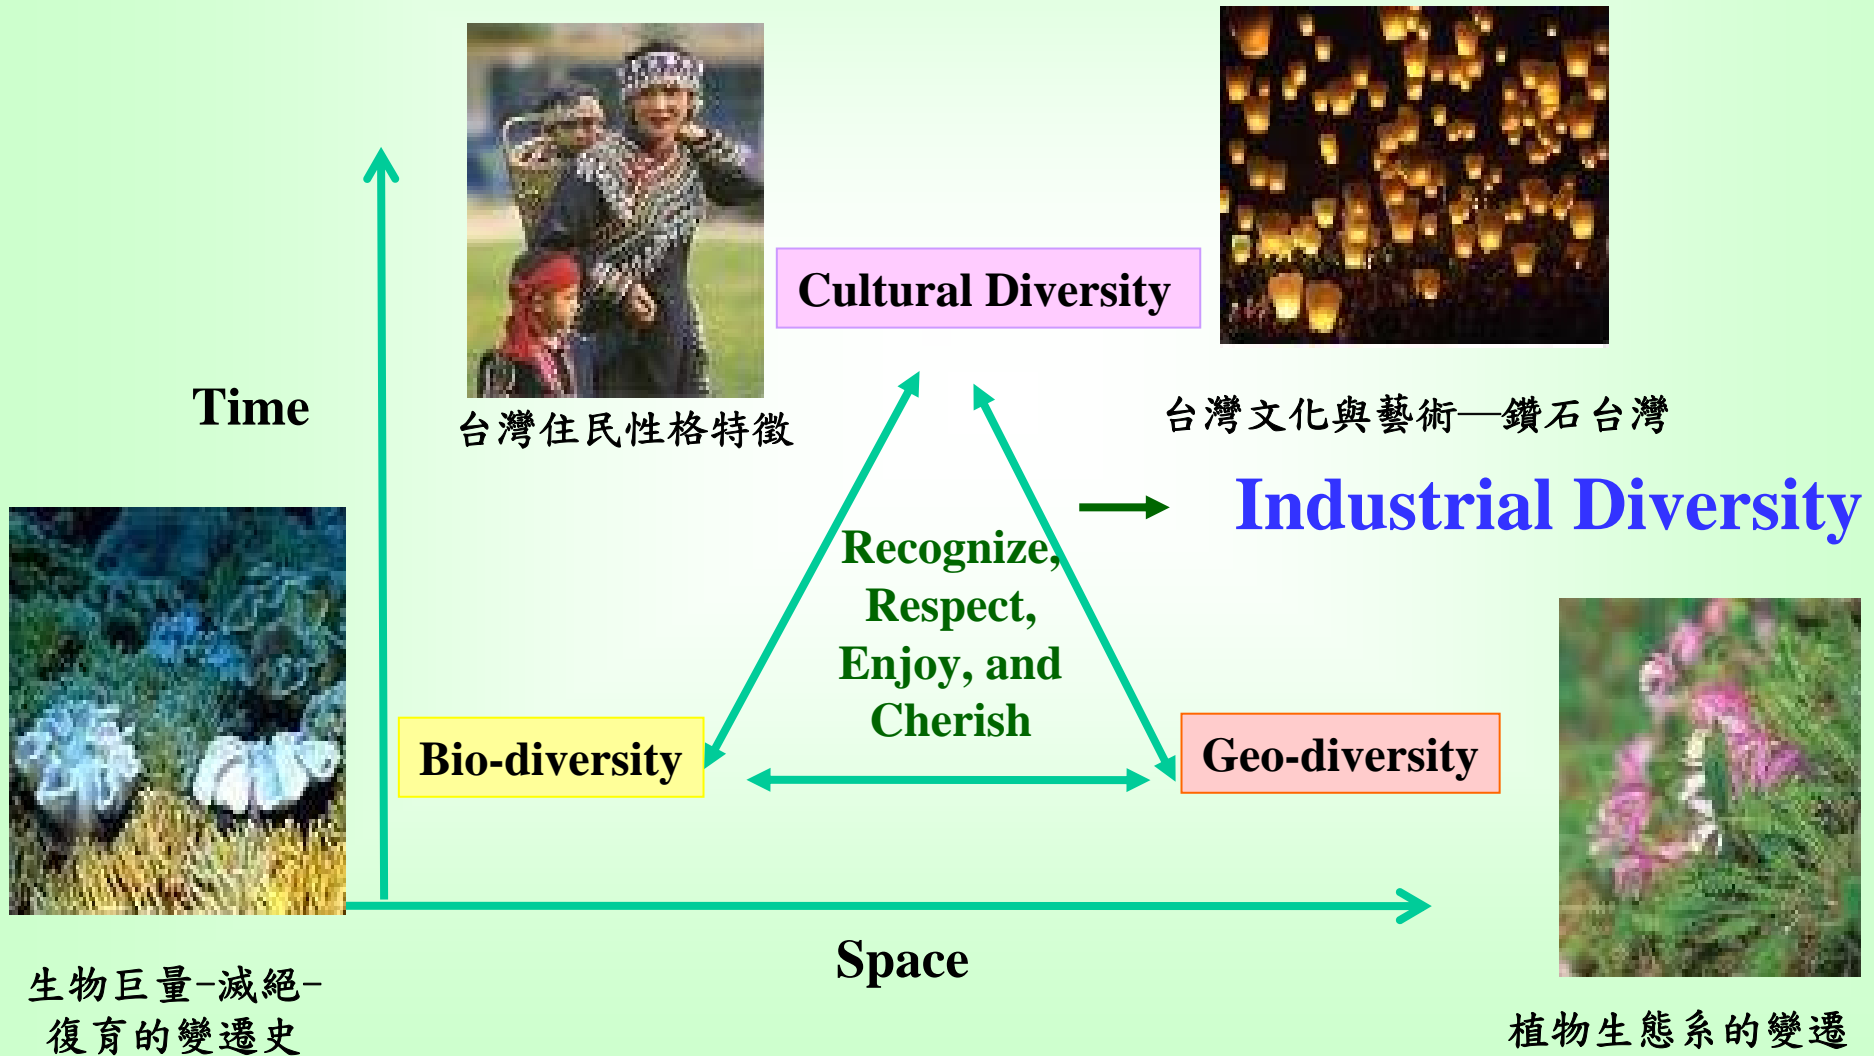 Cultural Diversity
Time
台灣住民性格特徵
台灣文化與藝術—鑽石台灣
Industrial Diversity
Recognize,
Respect,
Enjoy, and
Cherish
Bio-diversity
Geo-diversity
Space
生物巨量-滅絕-
復育的變遷史
植物生態系的變遷